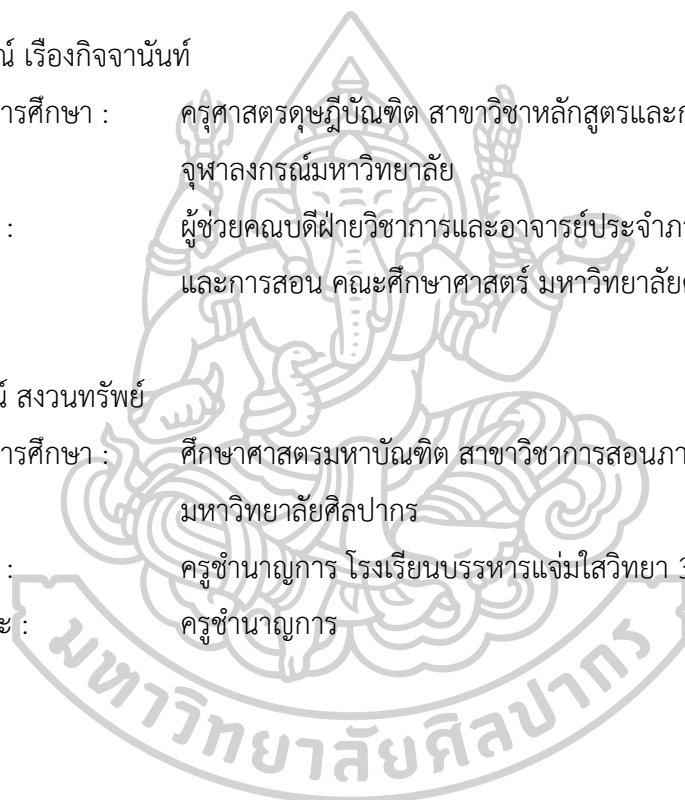 เรืองกิจจานันท์
การศึกษา : ครุศาสตรดุษฎีบัณฑิต สาขาวิชาหลักสูตรและ
จุฬาลงกรณ์มหาวิทยาลัย
: ผู้ช่วยคณบดีฝ่ายวิชาการและอาจารย์ประจำ
และการสอน คณะศึกษาศาสตร์ มหาวิทยาลัย
สงวนทรัพย์
การศึกษา : ศึกษาศาสตรมหาบัณฑิต สาขาวิชาการสอน
มหาวิทยาลัยศิลปากร
: ครูชำนาญการ โรงเรียนบรรหารแจ่มใสวิทยา 3
: ครูชำนาญการ
มหาวิทยาลัยศิลปากร